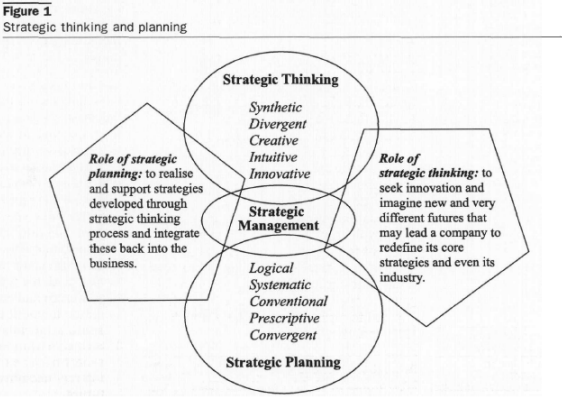 Figure 1
Strategic thinking and planning
Strategic Thinking
Synthetic
Divergent
Creative
Intuitive
Innovative
Role of strategic
planning: to realise
and support strategies
developed through
strategic thinking
process and integrate
these back into the
business.
Role of
strategic thinking: to
seek innovation and
imagine new and very
different futures that
may lead a company to
redefine its core
strategies and even its
industry.
Strategic
Management
Logical
Systematic
Conventional
Prescriptive
Convergent
Strategic Planning